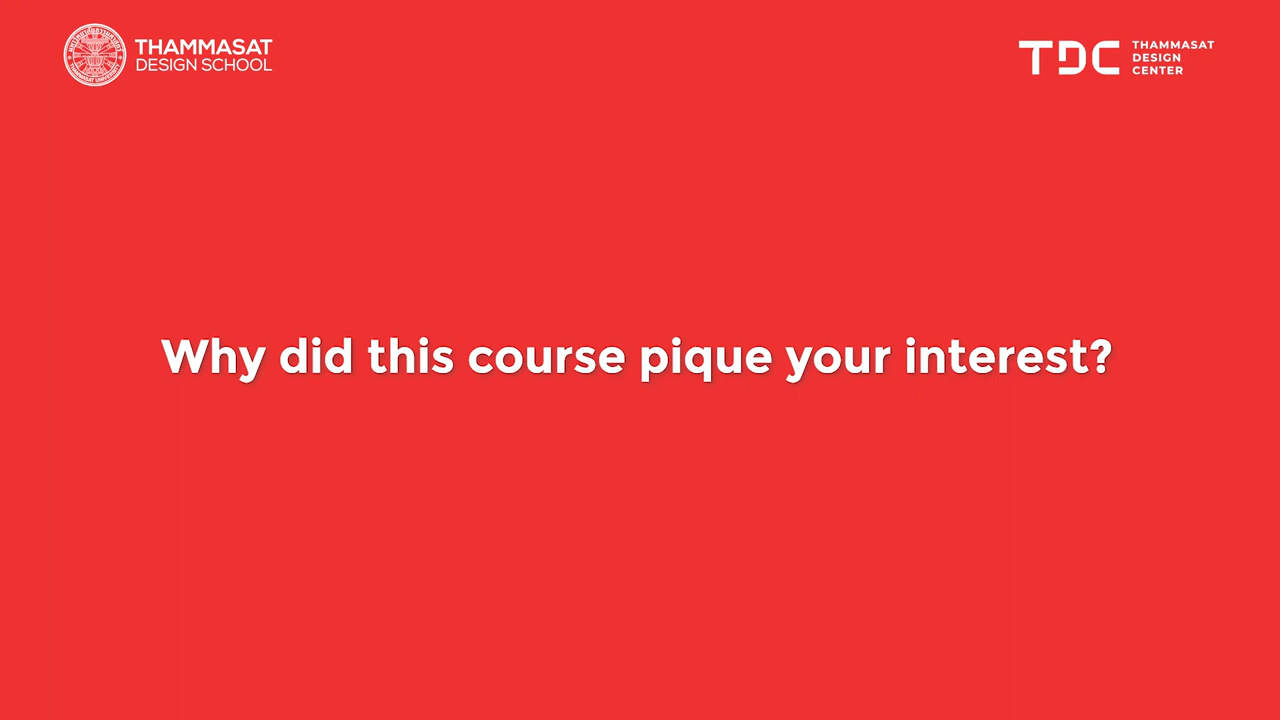 THAMMASAT
DESIGN SCHOOL
TDC
THAMMASAT
DESIGN
CENTER
Why did this course pique your interest?